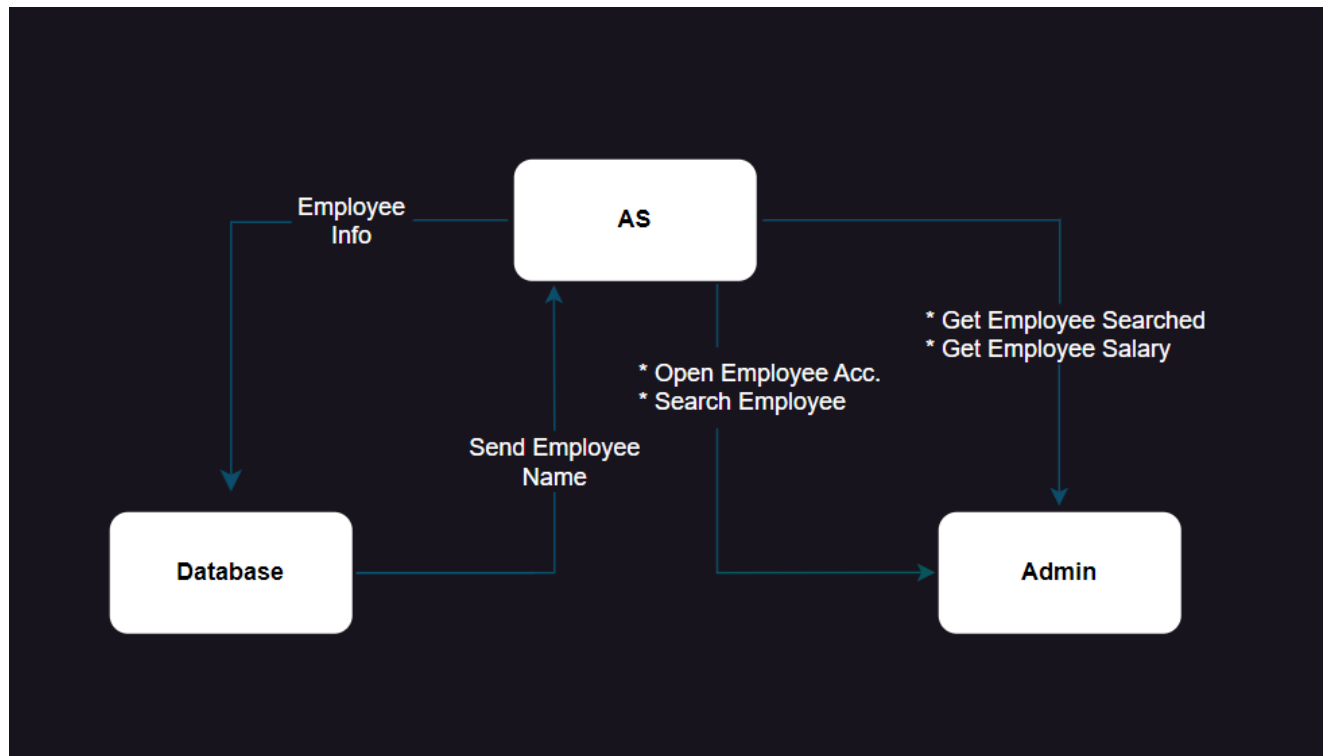 AS
Employee
Info
* Get Employee Searched
* Get Employee Salary
* Open Employee Acc.
* Search Employee
Send Employee
Name
Database
Admin